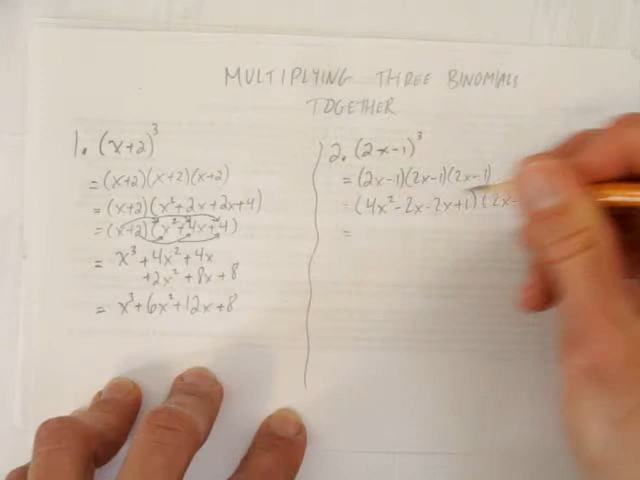 MULTIPLYING THREE BINOMIALS
TOGETHER
1. (x+2)³
= (x+2)(x+2)(x+2)
= (x+2)(x²+2x+2x+4)
= (x+2)(x²+4x+4)
= x³+4x²+4x
+2x²+8x+8
= x³+6x²+12x+8
2. (2x-1)³
= (2x-1)(2x-1)(2x-1)
= (4x²-2x-2x+1)(2x-
=